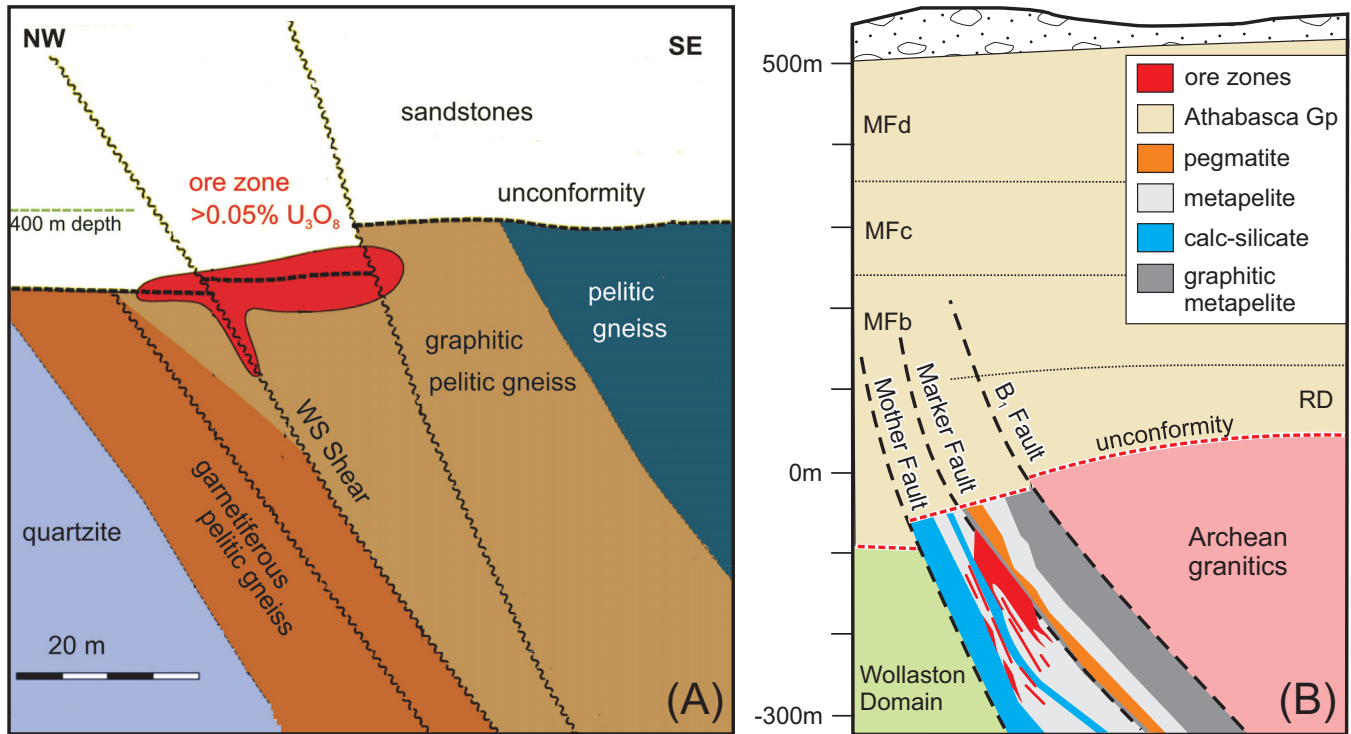 NW
SE
sandstones
ore zone
>0.05% U₃O₈
unconformity
400 m depth
pelitic
gneiss
graphitic
pelitic gneiss
WS Shear
garnetiferous
pelitic gneiss
quartzite
20 m
(A)
500m
0m
-300m
ore zones
Athabasca Gp
pegmatite
metapelite
calc-silicate
graphitic
metapelite
MFd
MFc
MFb
RD
Mother Fault
Marker Fault
B₁ Fault
unconformity
Archean
granitics
Wollaston
Domain
(B)